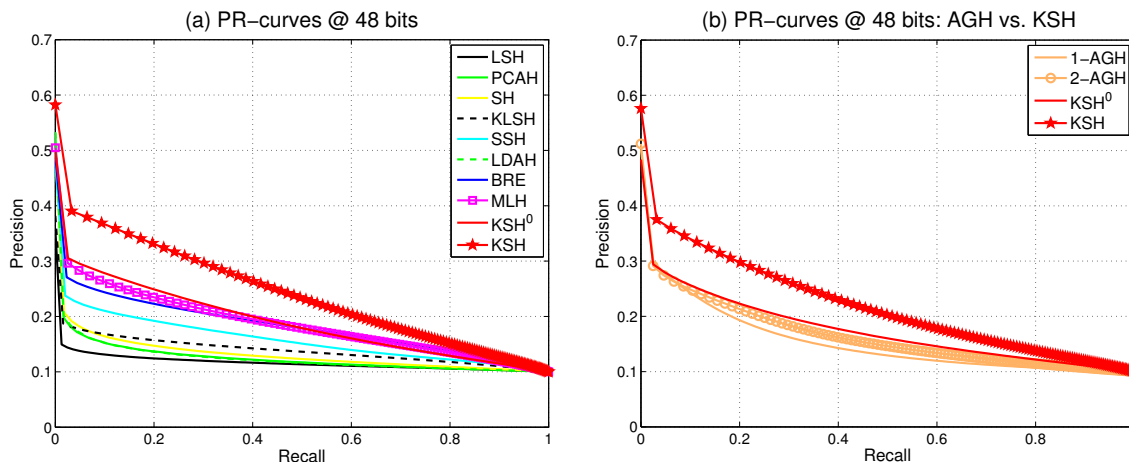 (a) PR−curves @ 48 bits
0.7
0.6
0.5
0.4
0.3
0.2
0.1
0
Precision
0
0.2
0.4
0.6
0.8
1
Recall
LSH
PCAH
SH
KLSH
SSH
LDAH
BRE
MLH
KSH⁰
KSH
(b) PR−curves @ 48 bits: AGH vs. KSH
0.7
0.6
0.5
0.4
0.3
0.2
0.1
0
Precision
0
0.2
0.4
0.6
0.8
Recall
1−AGH
2−AGH
KSH⁰
KSH